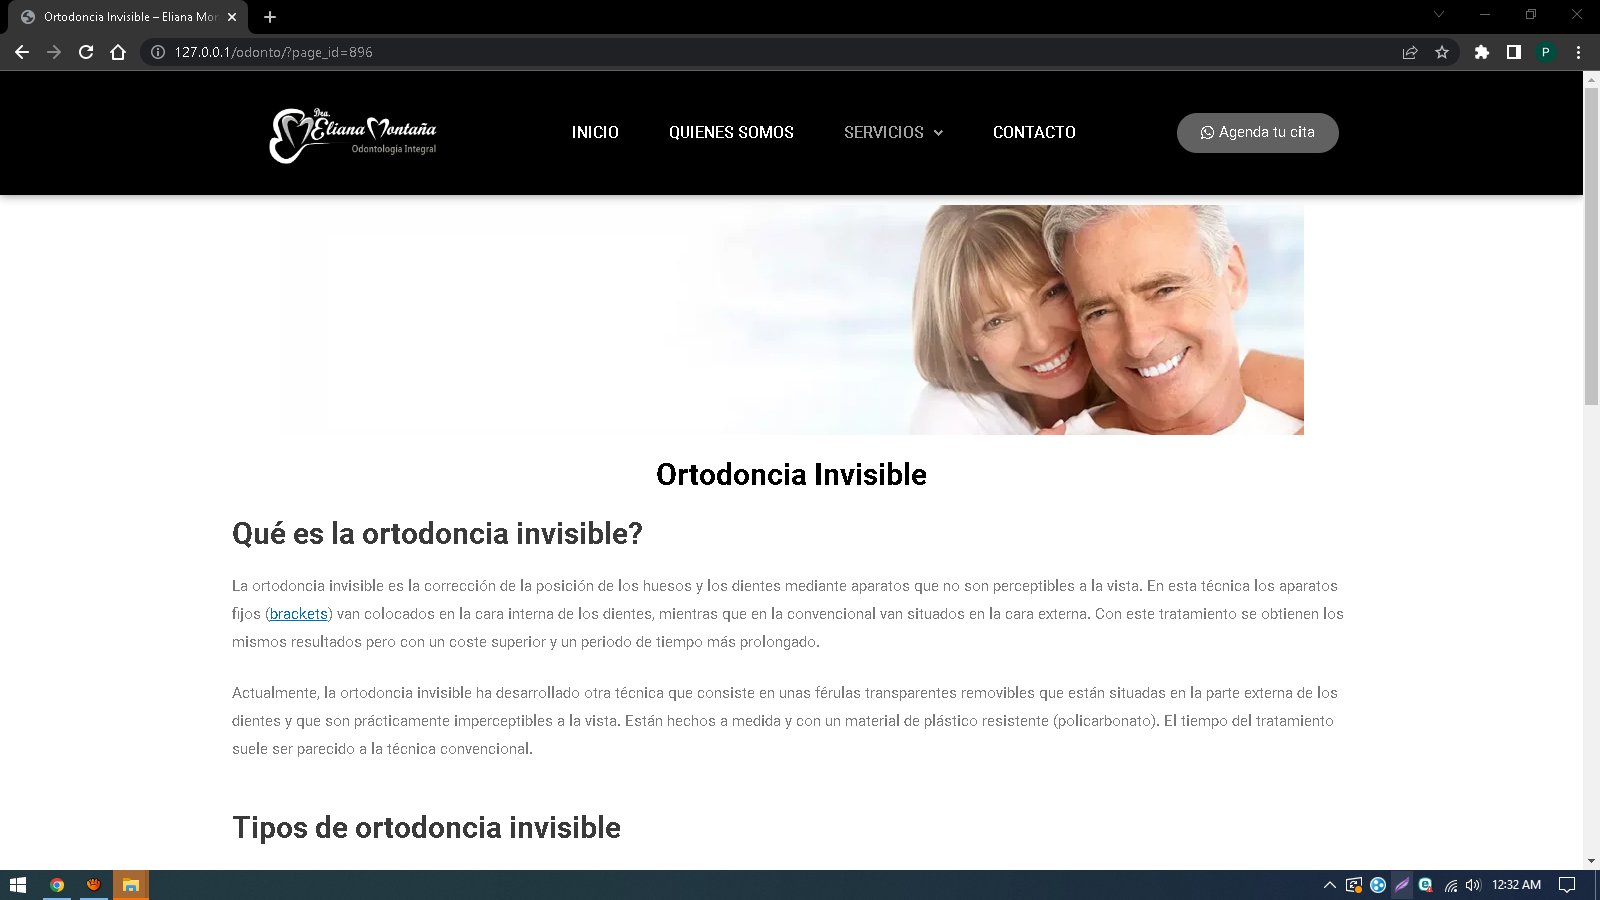 Ortodoncia Invisible – Eliana Mor
127.0.0.1/odonto/?page_id=896
P
Dra.
Eliana Montaña
Odontología Integral
INICIO
QUIENES SOMOS
SERVICIOS
CONTACTO
Agenda tu cita
Ortodoncia Invisible
Qué es la ortodoncia invisible?
La ortodoncia invisible es la corrección de la posición de los huesos y los dientes mediante aparatos que no son perceptibles a la vista. En esta técnica los aparatos
fijos (brackets) van colocados en la cara interna de los dientes, mientras que en la convencional van situados en la cara externa. Con este tratamiento se obtienen los
mismos resultados pero con un coste superior y un periodo de tiempo más prolongado.
Actualmente, la ortodoncia invisible ha desarrollado otra técnica que consiste en unas férulas transparentes removibles que están situadas en la parte externa de los
dientes y que son prácticamente imperceptibles a la vista. Están hechos a medida y con un material de plástico resistente (policarbonato). El tiempo del tratamiento
suele ser parecido a la técnica convencional.
Tipos de ortodoncia invisible
12:32 AM